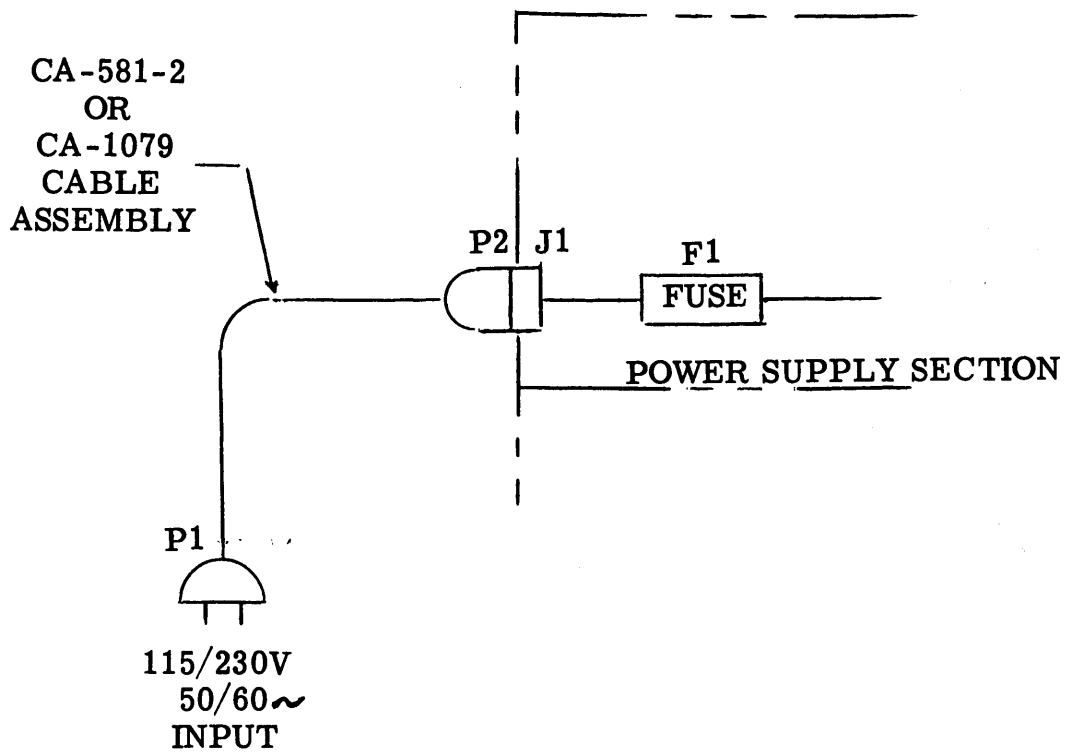 CA-581-2
OR
CA-1079
CABLE
ASSEMBLY
P2 J1
F1
FUSE
POWER SUPPLY SECTION
P1
115/230V
50/60~
INPUT